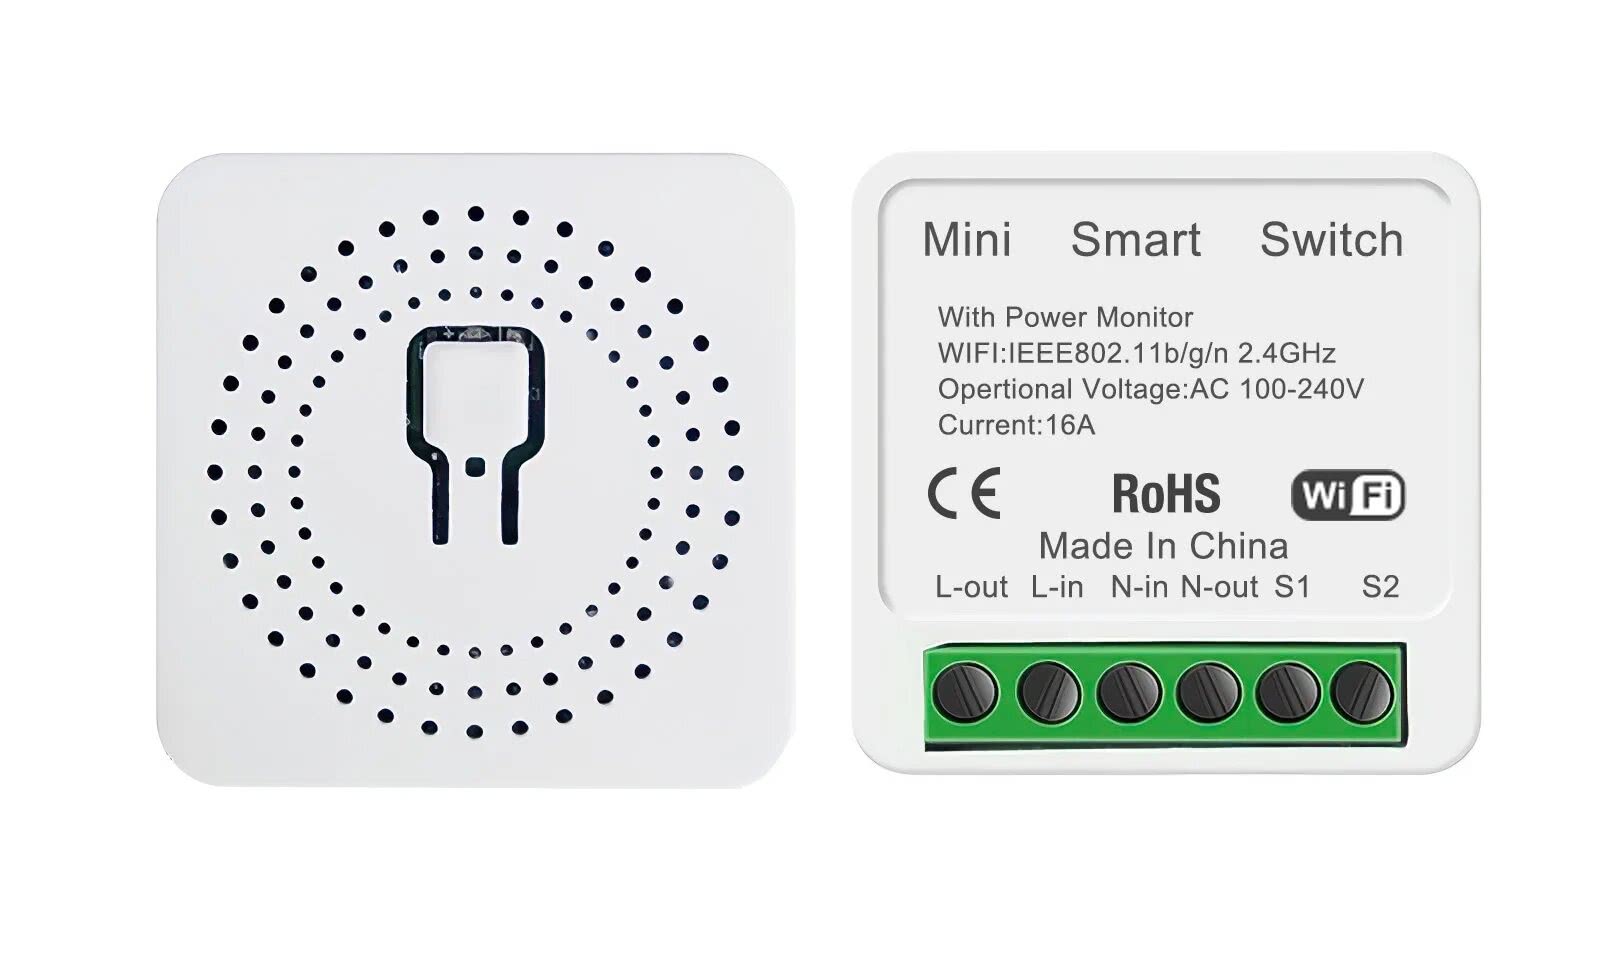 Mini Smart Switch
With Power Monitor
WIFI:IEEE802.11b/g/n 2.4GHz
Opertional Voltage:AC 100-240V
Current:16A
CE RoHS WiFi
Made In China
L-out L-in N-in N-out S1 S2